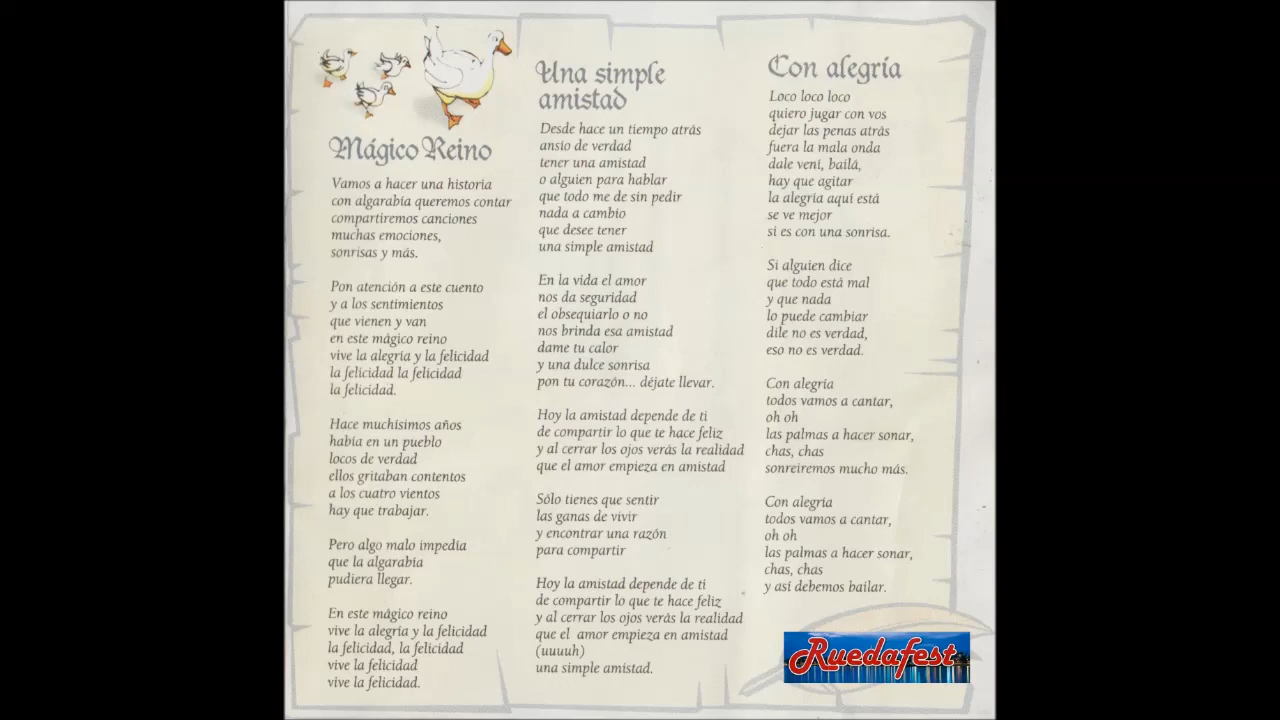 Mágico Reino
Vamos a hacer una historia
con algarabía queremos contar
compartiremos canciones
muchas emociones,
sonrisas y más.
Pon atención a este cuento
y a los sentimientos
que vienen y van
en este mágico reino
vive la alegría y la felicidad
la felicidad la felicidad
la felicidad.
Hace muchísimos años
había en un pueblo
locos de verdad
ellos gritaban contentos
a los cuatro vientos
hay que trabajar.
Pero algo malo impedía
que la algarabía
pudiera llegar.
En este mágico reino
vive la alegría y la felicidad
la felicidad, la felicidad
vive la felicidad
vive la felicidad.
Una simple
amistad
Desde hace un tiempo atrás
ansío de verdad
tener una amistad
o alguien para hablar
que todo me de sin pedir
nada a cambio
que desee tener
una simple amistad
En la vida el amor
nos da seguridad
el obsequiarlo o no
nos brinda esa amistad
dame tu calor
y una dulce sonrisa
pon tu corazón... déjate llevar.
Hoy la amistad depende de ti
de compartir lo que te hace feliz
y al cerrar los ojos verás la realidad
que el amor empieza en amistad
Sólo tienes que sentir
las ganas de vivir
y encontrar una razón
para compartir
Hoy la amistad depende de ti
de compartir lo que te hace feliz
y al cerrar los ojos verás la realidad
que el amor empieza en amistad
(uuuuh)
una simple amistad.
Con alegría
Loco loco loco
quiero jugar con vos
dejar las penas atrás
fuera la mala onda
dale vení, bailá,
hay que agitar
la alegría aquí está
se ve mejor
si es con una sonrisa.
Si alguien dice
que todo está mal
y que nada
lo puede cambiar
dile no es verdad,
eso no es verdad.
Con alegría
todos vamos a cantar,
oh oh
las palmas a hacer sonar,
chas, chas
sonreiremos mucho más.
Con alegría
todos vamos a cantar,
oh oh
las palmas a hacer sonar,
chas, chas
y así debemos bailar.
Ruedafest